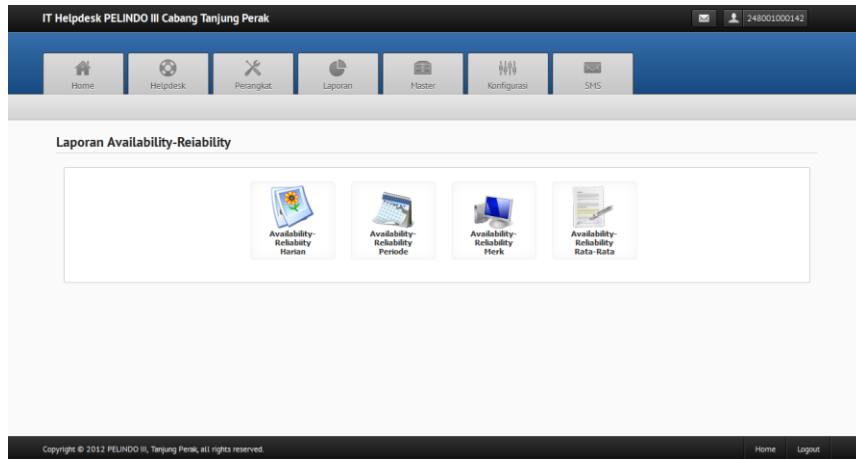 IT Helpdesk PELINDO III Cabang Tanjung Perak
248001000142
Home
Helpdesk
Perangkat
Laporan
Master
Konfigurasi
SMS
Laporan Availability-Reiability
Availability-
Reliabiity
Harian
Availability-
Reliability
Periode
Availability-
Reliability
Merk
Availability-
Reliability
Rata-Rata
Copyright © 2012 PELINDO III, Tanjung Perak, all rights reserved.
Home
Logout